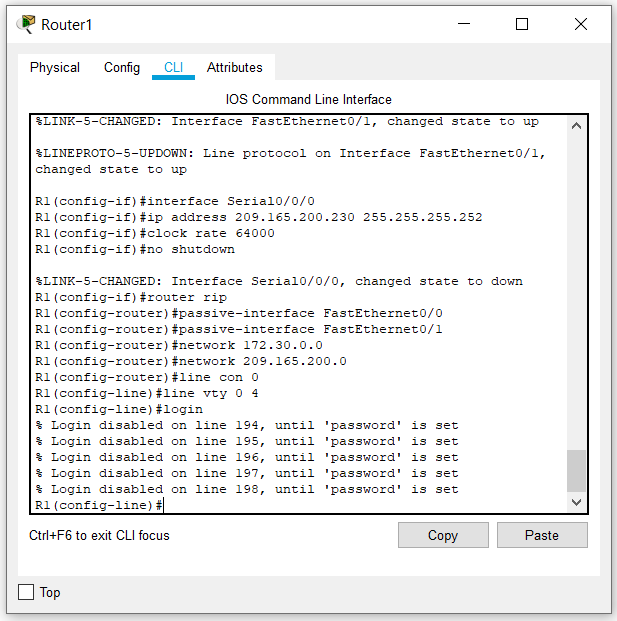 Router1
Physical Config CLI Attributes
IOS Command Line Interface
%LINK-5-CHANGED: Interface FastEthernet0/1, changed state to up
%LINEPROTO-5-UPDOWN: Line protocol on Interface FastEthernet0/1,
changed state to up
R1(config-if)#interface Serial0/0/0
R1(config-if)#ip address 209.165.200.230 255.255.255.252
R1(config-if)#clock rate 64000
R1(config-if)#no shutdown
%LINK-5-CHANGED: Interface Serial0/0/0, changed state to down
R1(config-if)#router rip
R1(config-router)#passive-interface FastEthernet0/0
R1(config-router)#passive-interface FastEthernet0/1
R1(config-router)#network 172.30.0.0
R1(config-router)#network 209.165.200.0
R1(config-router)#line con 0
R1(config-line)#line vty 0 4
R1(config-line)#login
% Login disabled on line 194, until 'password' is set
% Login disabled on line 195, until 'password' is set
% Login disabled on line 196, until 'password' is set
% Login disabled on line 197, until 'password' is set
% Login disabled on line 198, until 'password' is set
R1(config-line)#
Ctrl+F6 to exit CLI focus
Copy
Paste
Top